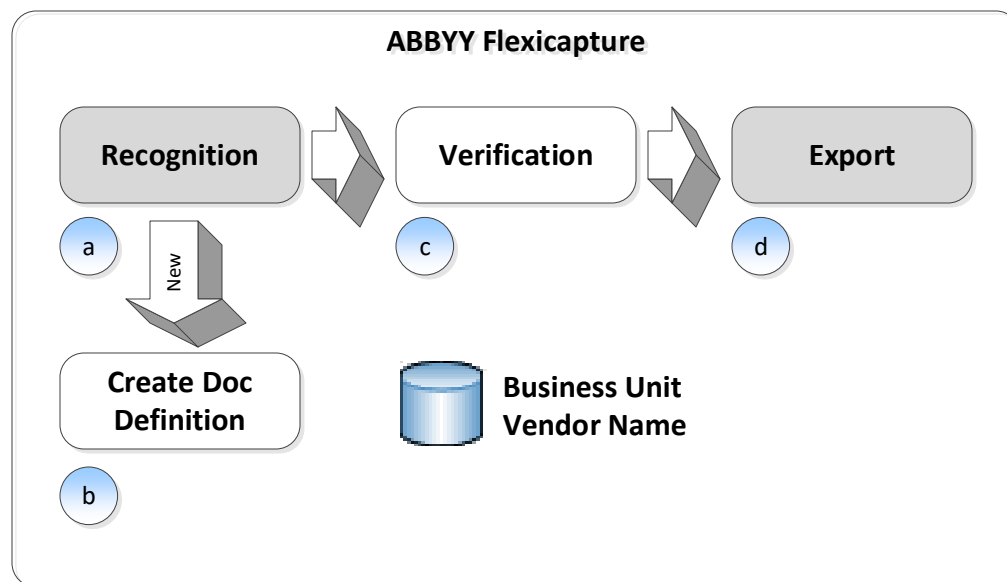 ABBYY Flexicapture
Recognition
Verification
Export
a
c
d
New
Create Doc
Definition
Business Unit
Vendor Name
b